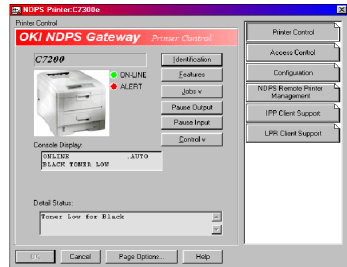 NDPS Printer:C7300e
Printer Control
OKI NDPS Gateway Printer Control
C7200
ON-LINE
ALERT
Identification
Features
Jobs v
Pause Output
Pause Input
Control v
Console Display:
ONLINE .AUTO
BLACK TONER LOW
Detail Status:
Toner Low for Black
OK
Cancel
Page Options...
Help
Printer Control
Access Control
Configuration
NDPS Remote Printer
Management
IPP Client Support
LPR Client Support